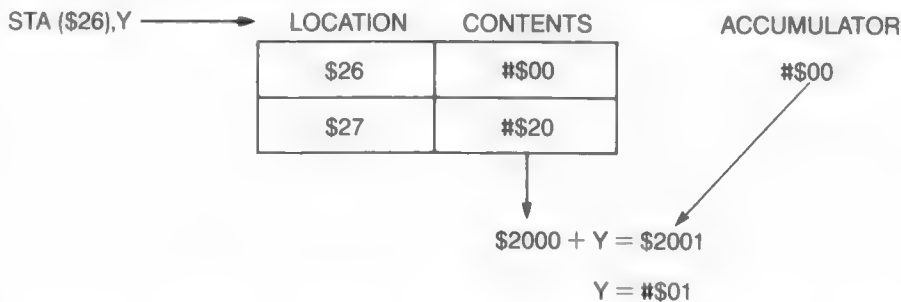 STA ($26),Y LOCATION CONTENTS ACCUMULATOR
$26 #$00 #$00
$27 #$20
$2000 + Y = $2001
Y = #$01